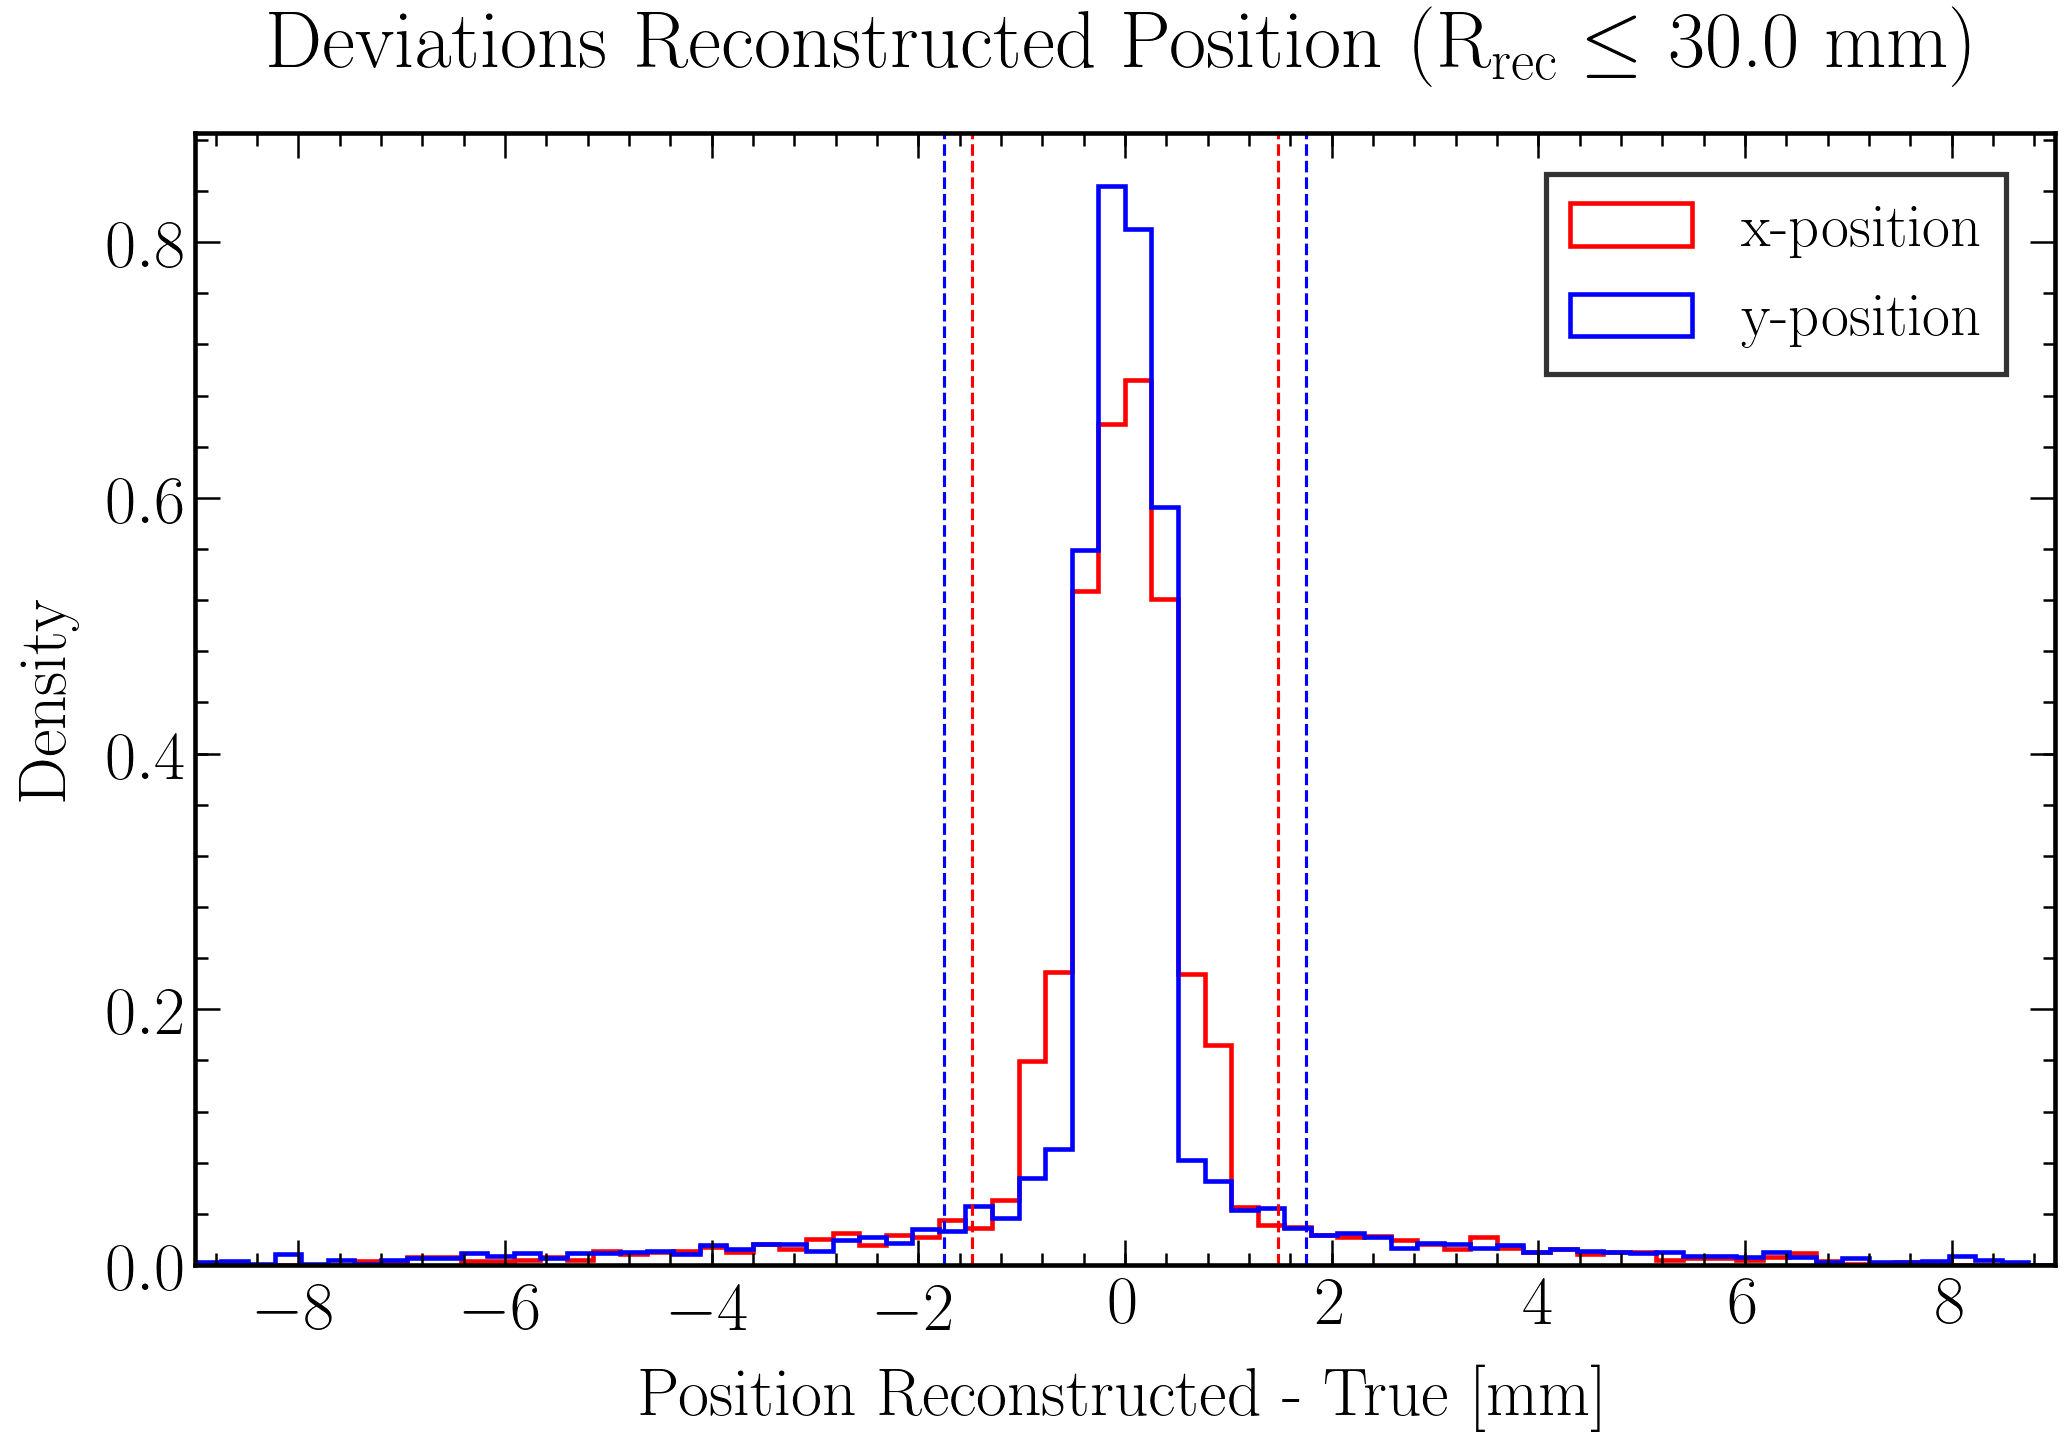 Deviations Reconstructed Position (R_rec ≤ 30.0 mm)
x-position
y-position
0.8
0.6
0.4
0.2
0.0
Density
−8 −6 −4 −2 0 2 4 6 8
Position Reconstructed - True [mm]